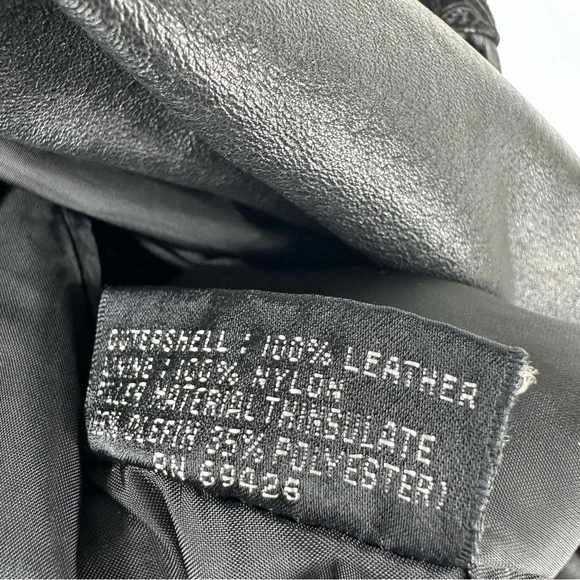 OUTERSHELL : 100% LEATHER
: 100% NYLON
MATERIAL THINSULATE
OLEFIN 35% POLYESTER)
RN 69426